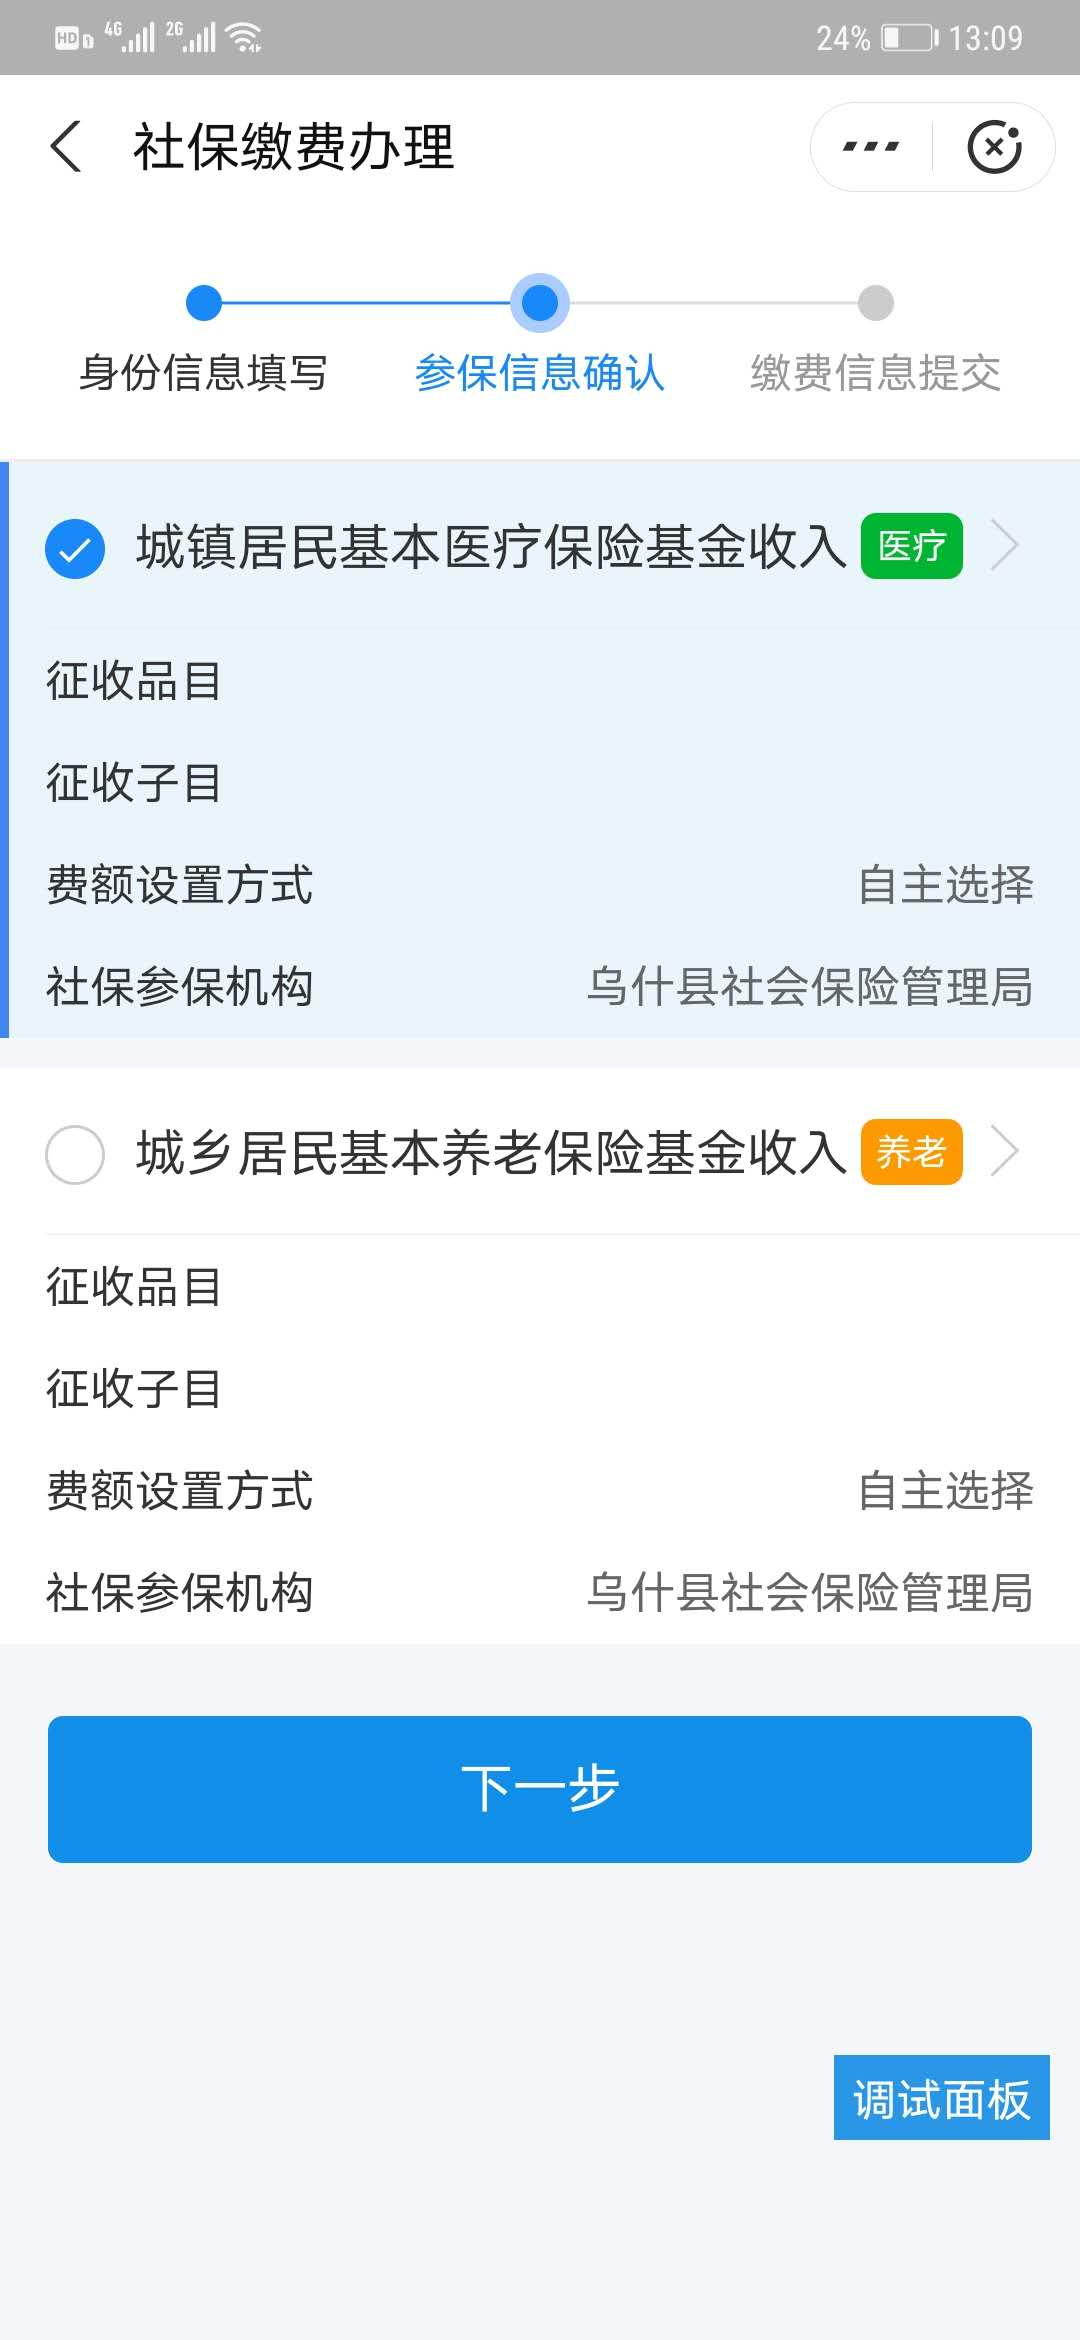 HD 1 4G 2G 24% 13:09
社保缴费办理
身份信息填写 参保信息确认 缴费信息提交
城镇居民基本医疗保险基金收入 医疗
征收品目
征收子目
费额设置方式 自主选择
社保参保机构 乌什县社会保险管理局
城乡居民基本养老保险基金收入 养老
征收品目
征收子目
费额设置方式 自主选择
社保参保机构 乌什县社会保险管理局
下一步
调试面板